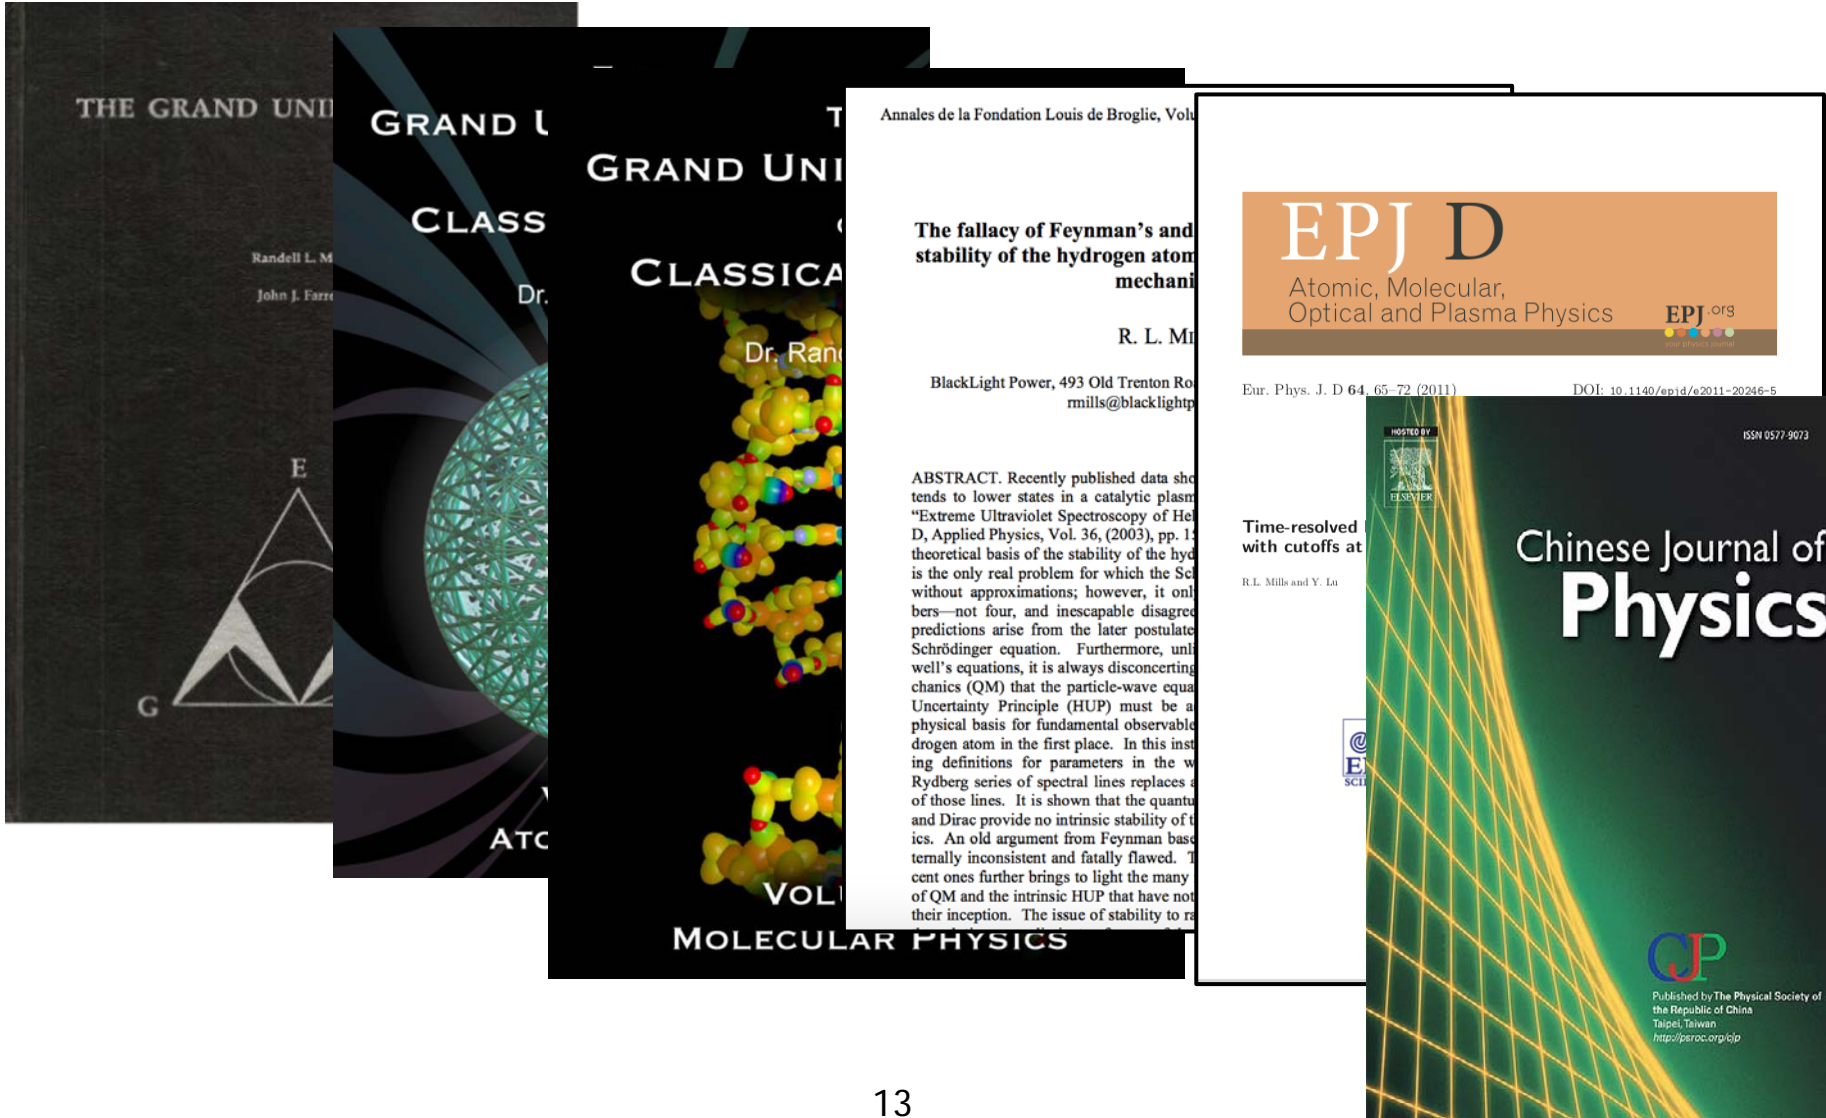 THE GRAND UNI
Randell L. M
John J. Farre
E
G
GRAND U
CLASS
Dr.
ATO
T
GRAND UNI
CLASSICA
Dr. Ran
VOL
MOLECULAR PHYSICS
Annales de la Fondation Louis de Broglie, Volu
The fallacy of Feynman's and
stability of the hydrogen atom
mechani
R. L. MI
BlackLight Power, 493 Old Trenton Ro
rmills@blacklightp
ABSTRACT. Recently published data sho
tends to lower states in a catalytic plasm
“Extreme Ultraviolet Spectroscopy of Hel
D, Applied Physics, Vol. 36, (2003), pp. 1
theoretical basis of the stability of the hyd
is the only real problem for which the Scl
without approximations; however, it onl
bers—not four, and inescapable disagree
predictions arise from the later postulate
Schrödinger equation. Furthermore, unli
well's equations, it is always disconcerting
chanics (QM) that the particle-wave equa
Uncertainty Principle (HUP) must be a
physical basis for fundamental observable
drogen atom in the first place. In this inst
ing definitions for parameters in the w
Rydberg series of spectral lines replaces a
of those lines. It is shown that the quantu
and Dirac provide no intrinsic stability of t
ics. An old argument from Feynman base
ternally inconsistent and fatally flawed. T
cent ones further brings to light the many
of QM and the intrinsic HUP that have not
their inception. The issue of stability to ra
EPJ D
Atomic, Molecular,
Optical and Plasma Physics
EPJ.org
your physics journal
Eur. Phys. J. D 64, 65–72 (2011)
DOI: 10.1140/epjd/e2011-20246-5
Time-resolved
with cutoffs at
R.L. Mills and Y. Lu
SCI
HOSTED BY
ELSEVIER
ISSN 0577-9073
Chinese Journal of
Physics
CJP
Published by The Physical Society of
the Republic of China
Taipei, Taiwan
http://psroc.org/cjp
13